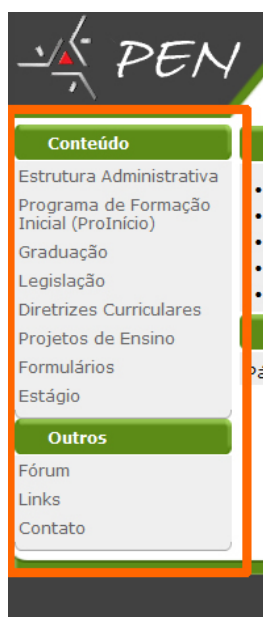 PEN
Conteúdo
Estrutura Administrativa
Programa de Formação
Inicial (ProInício)
Graduação
Legislação
Diretrizes Curriculares
Projetos de Ensino
Formulários
Estágio
Outros
Fórum
Links
Contato